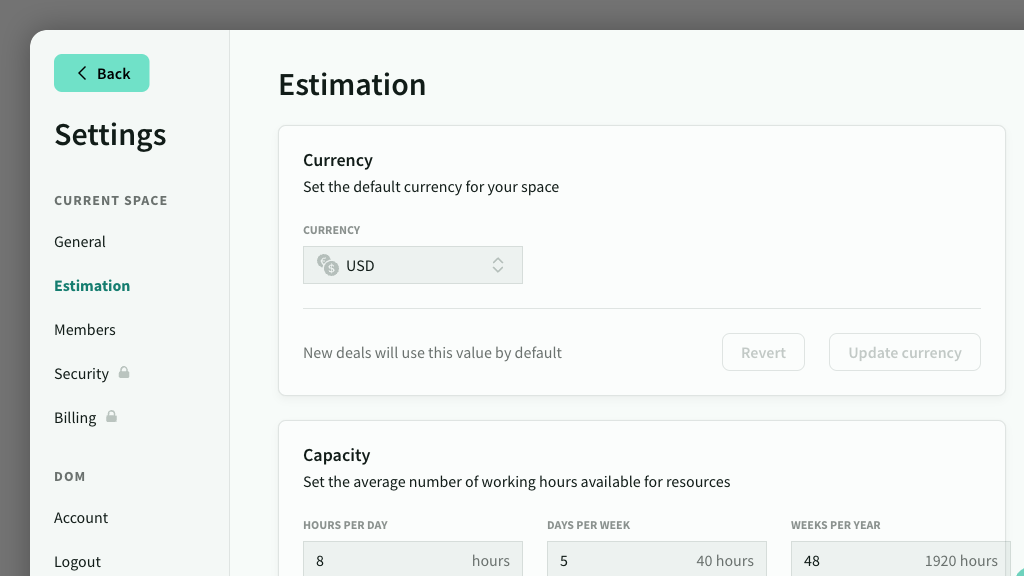 Back
Settings
CURRENT SPACE
General
Estimation
Members
Security
Billing
DOM
Account
Logout
Estimation
Currency
Set the default currency for your space
CURRENCY
USD
New deals will use this value by default
Revert
Update currency
Capacity
Set the average number of working hours available for resources
HOURS PER DAY
8 hours
DAYS PER WEEK
5 40 hours
WEEKS PER YEAR
48 1920 hours